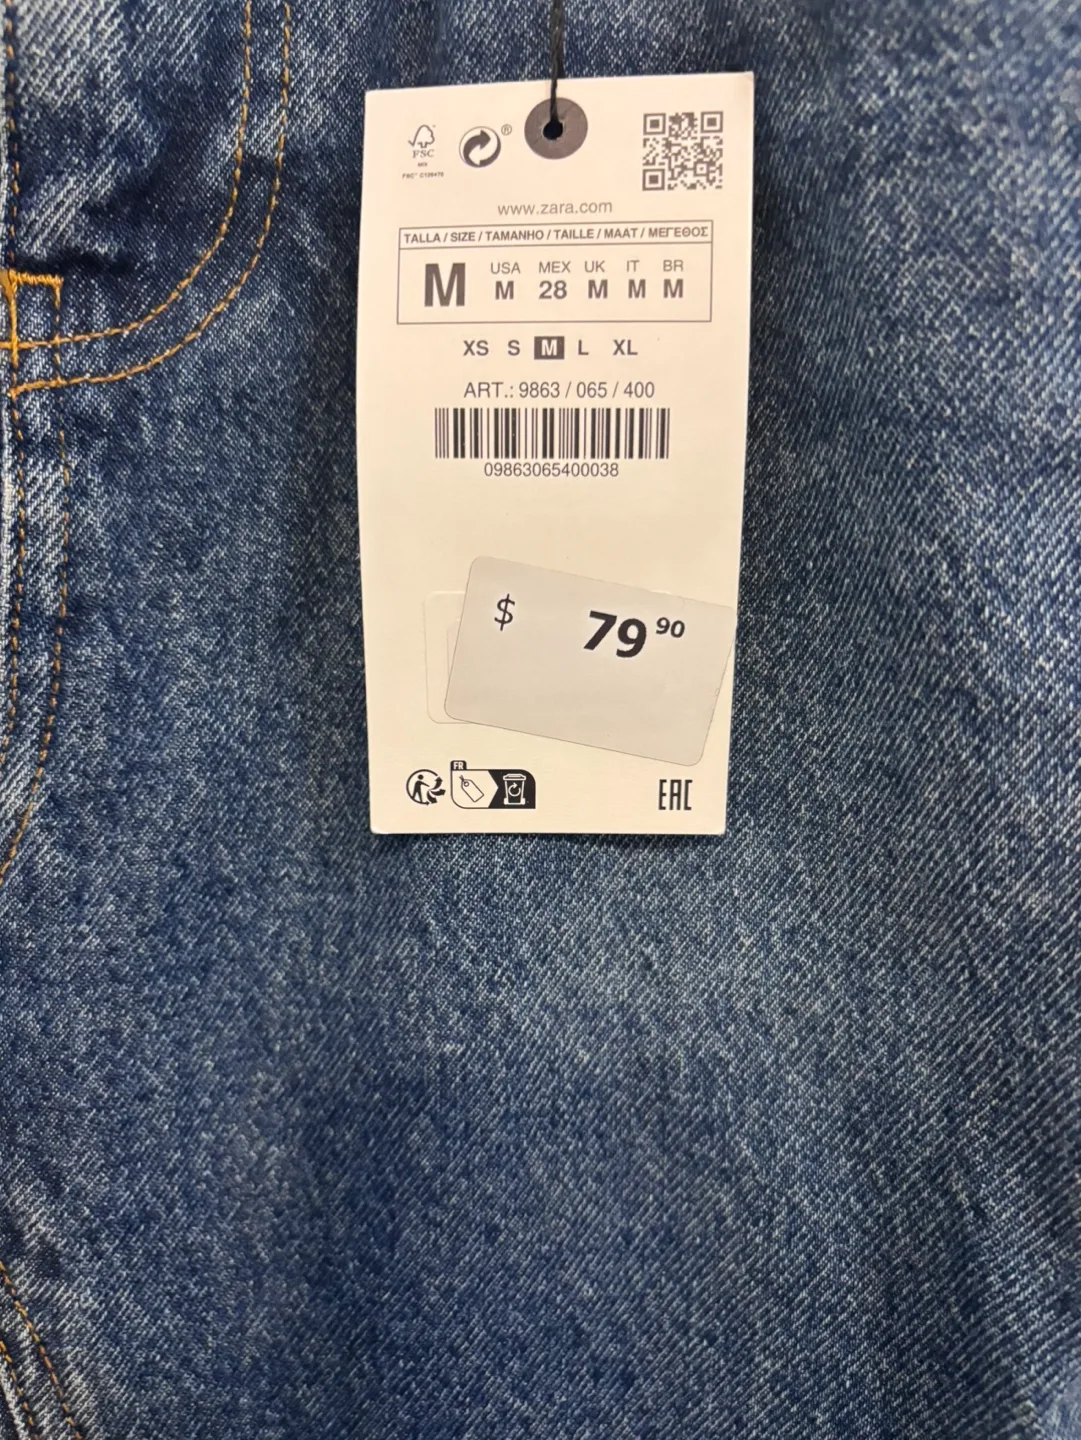 FSC
MIX
®
www.zara.com
TALLA / SIZE / TAMANHO / TAILLE / MAAT / ΜΕΓΕΘΟΣ
M USA MEX UK IT BR
M 28 M M M
XS S M L XL
ART.: 9863 / 065 / 400
09863065400038
$ 79 90
FR
EAC